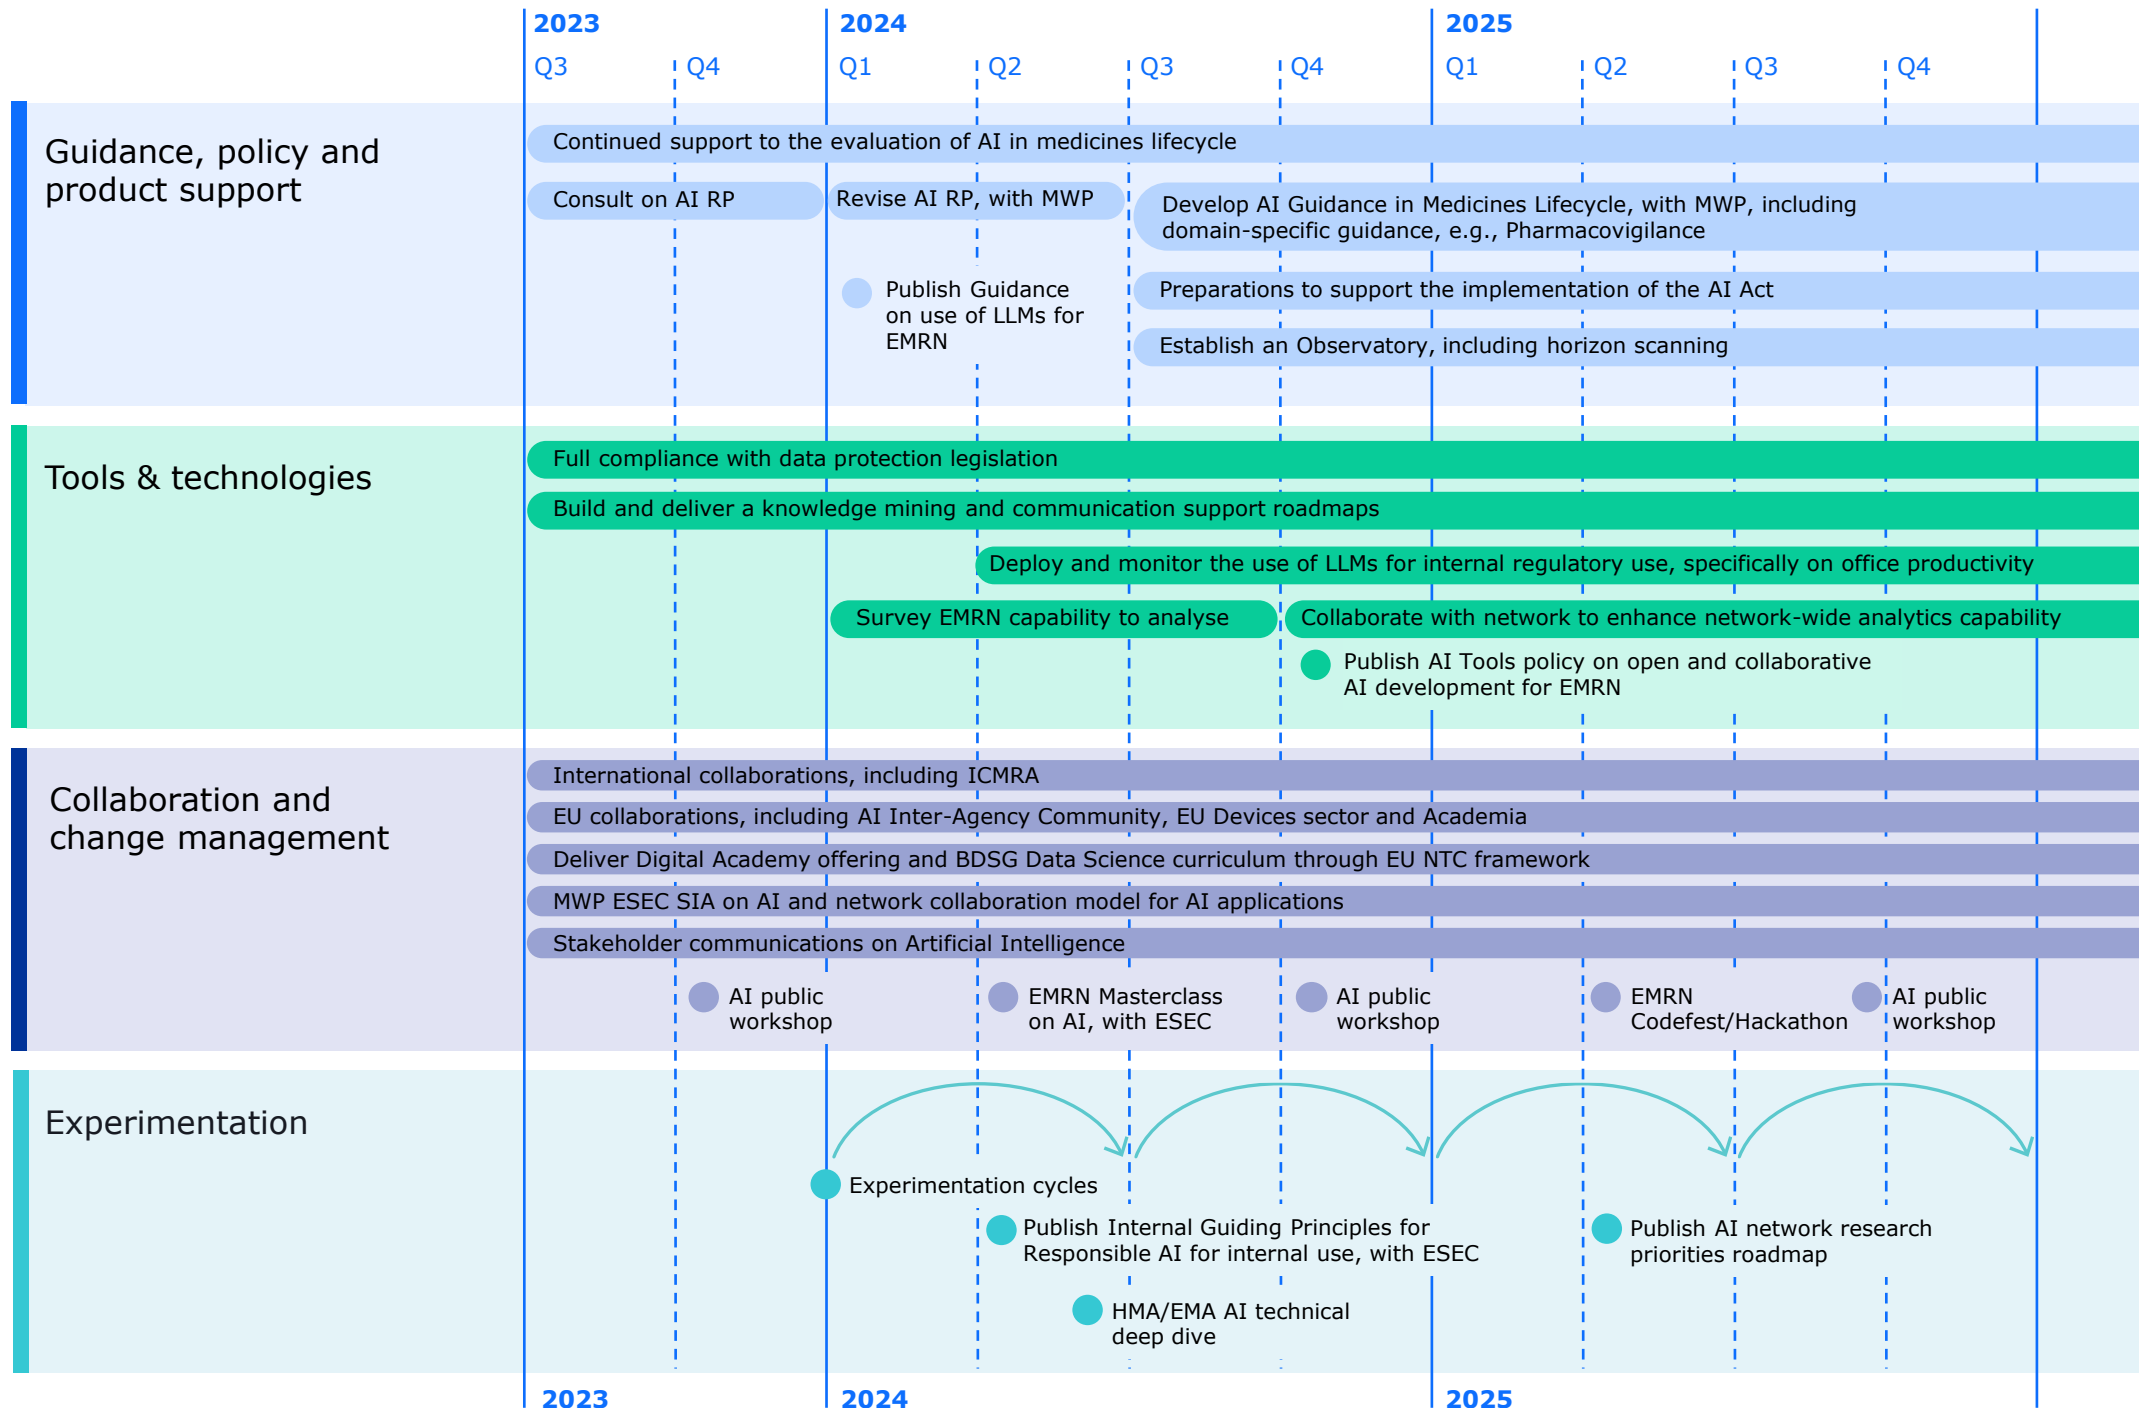 2023
2024
2025
Q3
Q4
Q1
Q2
Q3
Q4
Q1
Q2
Q3
Q4
Guidance, policy and
product support
Continued support to the evaluation of AI in medicines lifecycle
Consult on AI RP
Revise AI RP, with MWP
Develop AI Guidance in Medicines Lifecycle, with MWP, including
domain-specific guidance, e.g., Pharmacovigilance
Publish Guidance
on use of LLMs for
EMRN
Preparations to support the implementation of the AI Act
Establish an Observatory, including horizon scanning
Tools & technologies
Full compliance with data protection legislation
Build and deliver a knowledge mining and communication support roadmaps
Deploy and monitor the use of LLMs for internal regulatory use, specifically on office productivity
Survey EMRN capability to analyse
Collaborate with network to enhance network-wide analytics capability
Publish AI Tools policy on open and collaborative
AI development for EMRN
Collaboration and
change management
International collaborations, including ICMRA
EU collaborations, including AI Inter-Agency Community, EU Devices sector and Academia
Deliver Digital Academy offering and BDSG Data Science curriculum through EU NTC framework
MWP ESEC SIA on AI and network collaboration model for AI applications
Stakeholder communications on Artificial Intelligence
AI public
workshop
EMRN Masterclass
on AI, with ESEC
AI public
workshop
EMRN
Codefest/Hackathon
AI public
workshop
Experimentation
Experimentation cycles
Publish Internal Guiding Principles for
Responsible AI for internal use, with ESEC
Publish AI network research
priorities roadmap
HMA/EMA AI technical
deep dive
2023
2024
2025